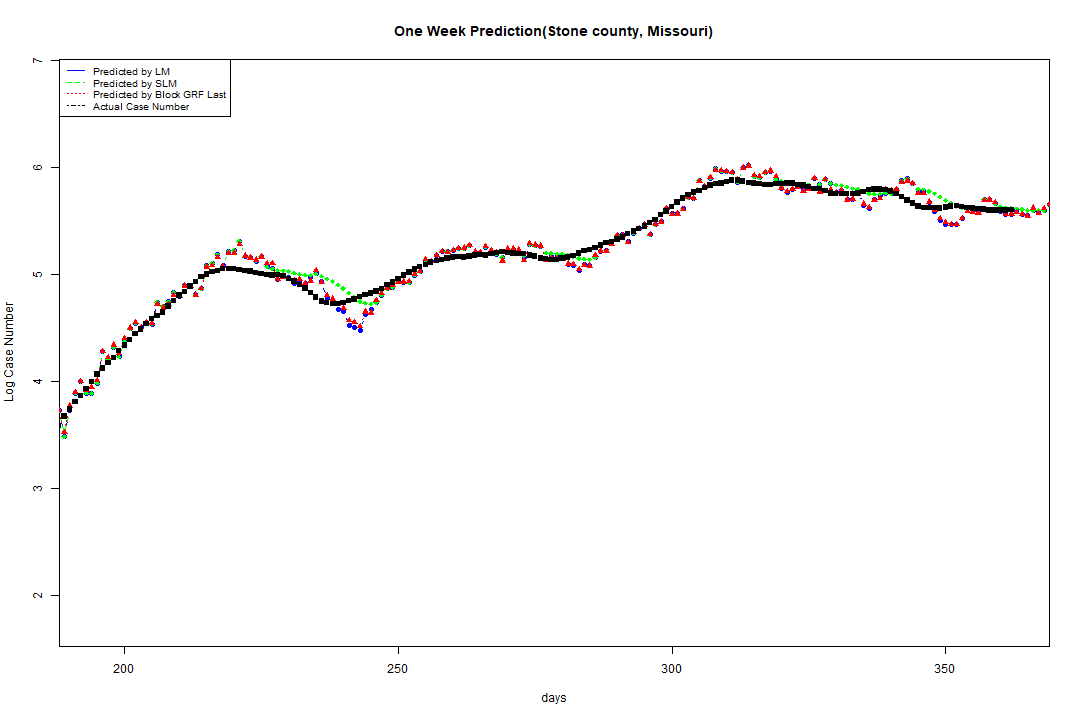 One Week Prediction(Stone county, Missouri)
Predicted by LM
Predicted by SLM
Predicted by Block GRF Last
Actual Case Number
7
6
5
4
3
2
Log Case Number
200 250 300 350
days